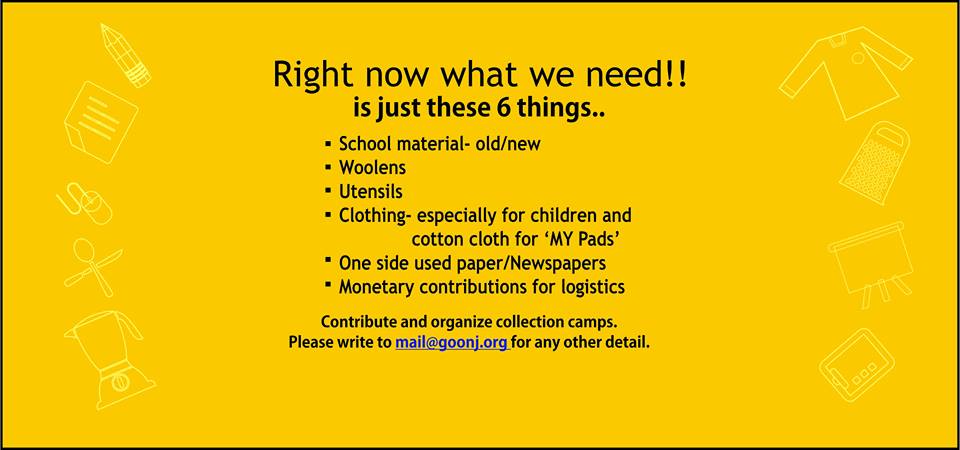 Right now what we need!!
is just these 6 things..
▪ School material- old/new
▪ Woolens
▪ Utensils
▪ Clothing- especially for children and
cotton cloth for ‘MY Pads’
▪ One side used paper/Newspapers
▪ Monetary contributions for logistics
Contribute and organize collection camps.
Please write to mail@goonj.org for any other detail.